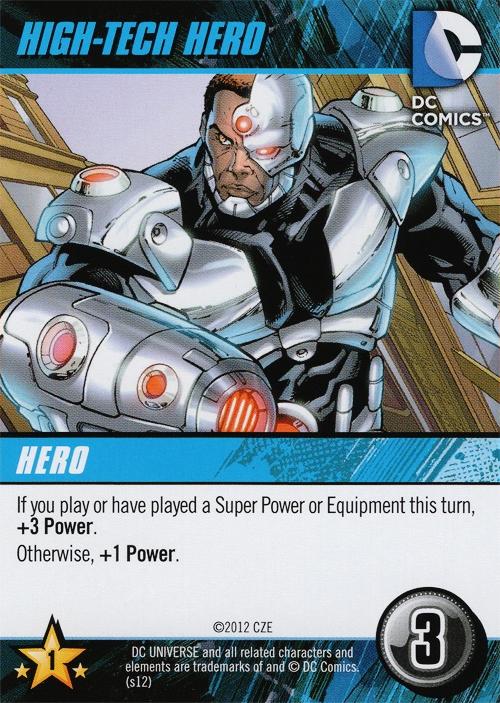 HIGH-TECH HERO
DC
COMICS™
HERO
If you play or have played a Super Power or Equipment this turn,
+3 Power.
Otherwise, +1 Power.
©2012 CZE
1
DC UNIVERSE and all related characters and
elements are trademarks of and © DC Comics.
(s12)
3